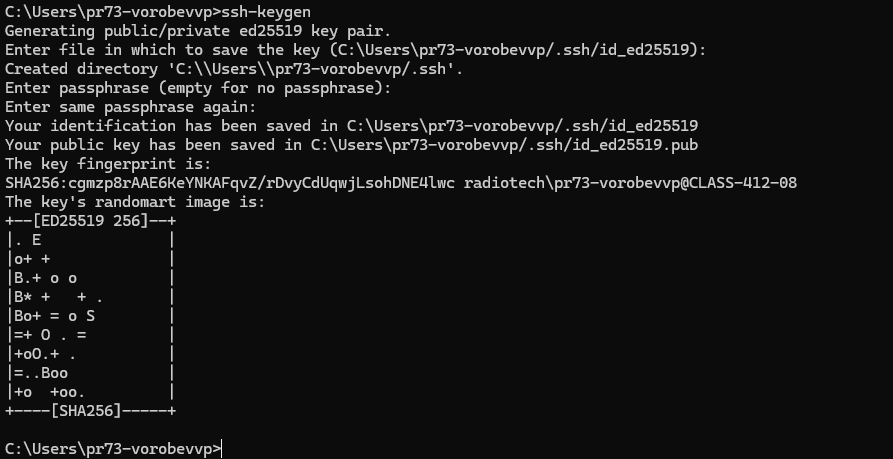 C:\Users\pr73-vorobevvp>ssh-keygen
Generating public/private ed25519 key pair.
Enter file in which to save the key (C:\Users\pr73-vorobevvp/.ssh/id_ed25519):
Created directory 'C:\\Users\\pr73-vorobevvp/.ssh'.
Enter passphrase (empty for no passphrase):
Enter same passphrase again:
Your identification has been saved in C:\Users\pr73-vorobevvp/.ssh/id_ed25519
Your public key has been saved in C:\Users\pr73-vorobevvp/.ssh/id_ed25519.pub
The key fingerprint is:
SHA256:cgmzp8rAAE6KeYNKAFqvZ/rDvyCdUqwjLsohDNE4lwc radiotech\pr73-vorobevvp@CLASS-412-08
The key's randomart image is:
+--[ED25519 256]--+
|. E              |
|o+ +             |
|B.+ o o          |
|B* +   + .       |
|Bo+ = o S        |
|=+ O . =         |
|+oO.+ .          |
|=..Boo           |
|+o  +oo.         |
+----[SHA256]-----+
C:\Users\pr73-vorobevvp>